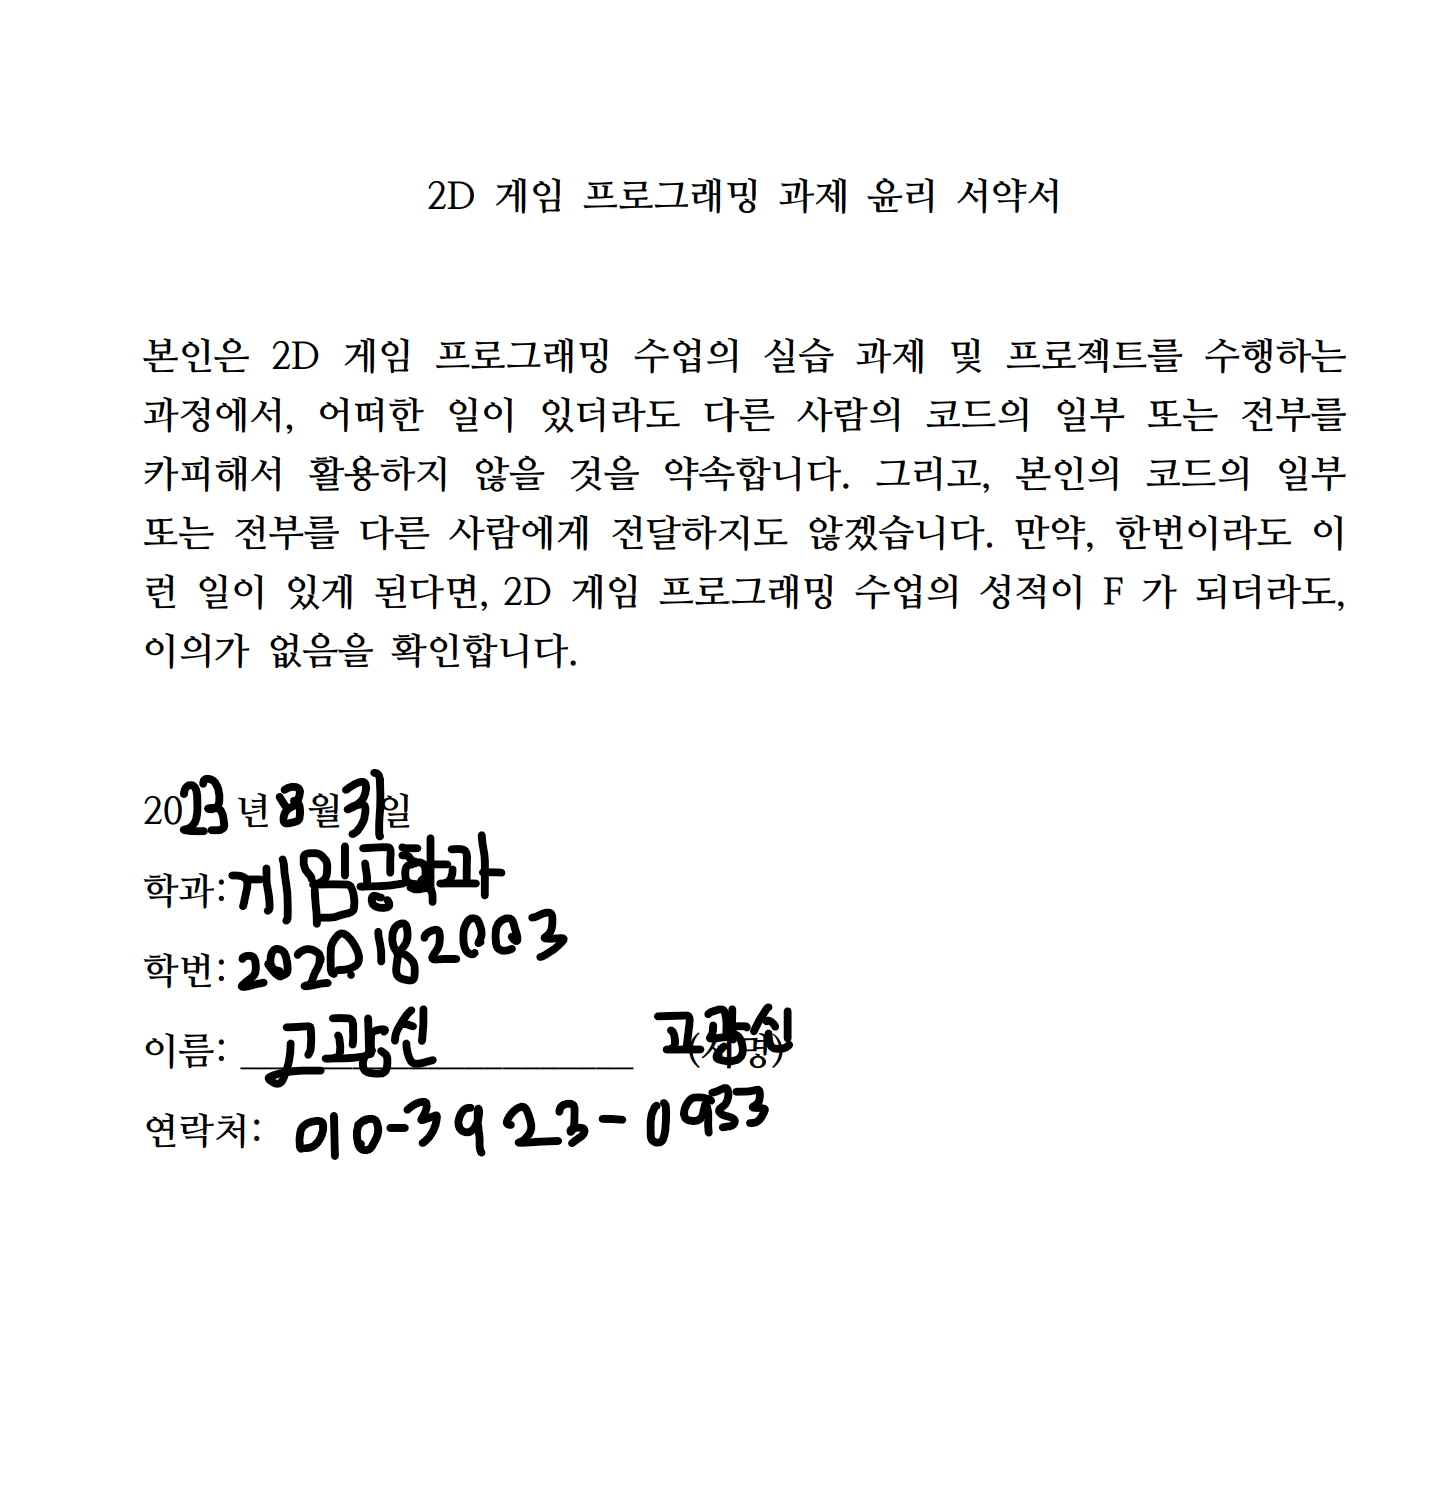 2D 게임 프로그래밍 과제 윤리 서약서
본인은 2D 게임 프로그래밍 수업의 실습 과제 및 프로젝트를 수행하는
과정에서, 어떠한 일이 있더라도 다른 사람의 코드의 일부 또는 전부를
카피해서 활용하지 않을 것을 약속합니다. 그리고, 본인의 코드의 일부
또는 전부를 다른 사람에게 전달하지도 않겠습니다. 만약, 한번이라도 이
런 일이 있게 된다면, 2D 게임 프로그래밍 수업의 성적이 F 가 되더라도,
이의가 없음을 확인합니다.
2023년 8월 31일
학과: 게임공학과
학번: 2020182003
이름: 고광신 고광신 (서명)
연락처: 010-3923-0933